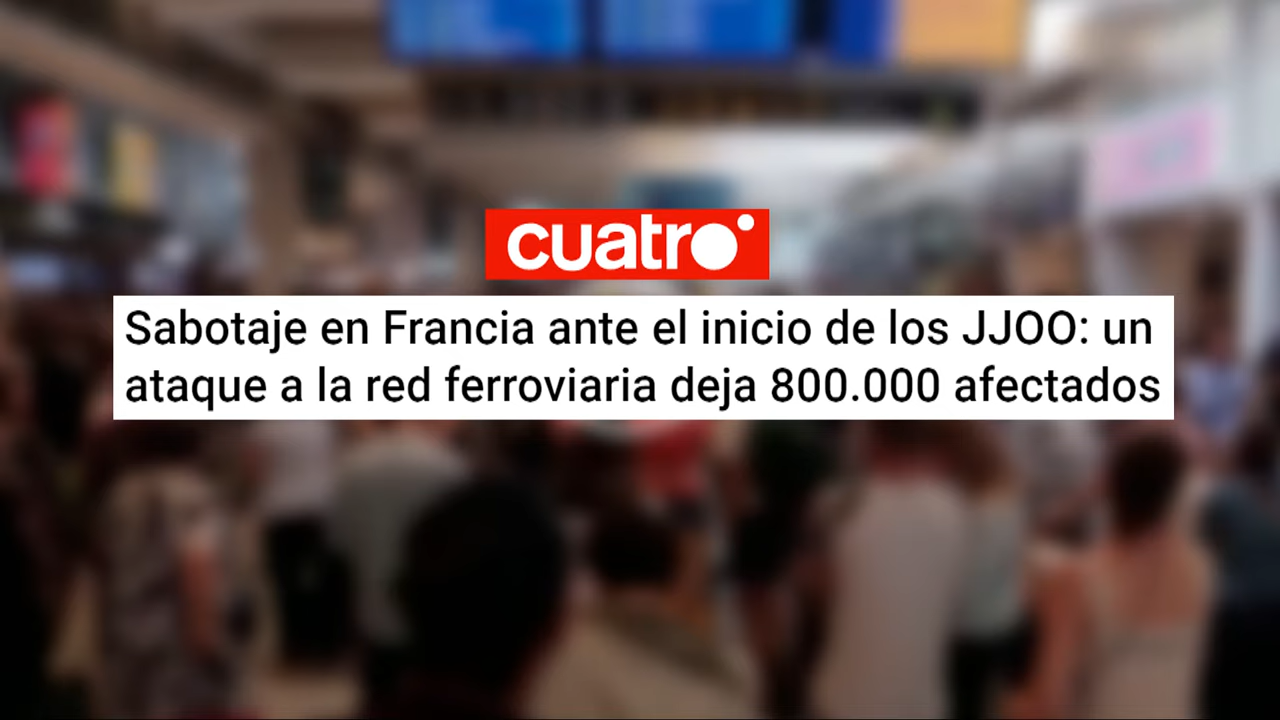 cuatro
Sabotaje en Francia ante el inicio de los JJOO: un
ataque a la red ferroviaria deja 800.000 afectados